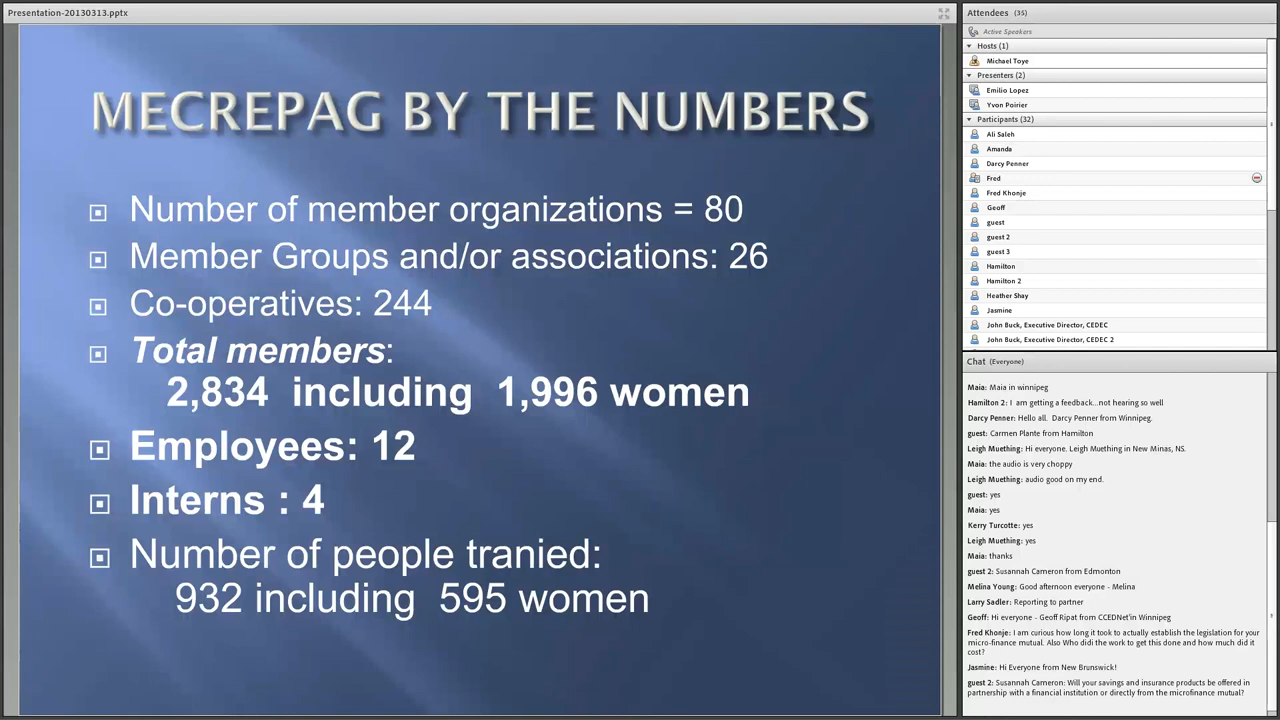 Presentation-20130313.pptx
MECREPAG BY THE NUMBERS
Number of member organizations = 80
Member Groups and/or associations: 26
Co-operatives: 244
Total members:
2,834 including 1,996 women
Employees: 12
Interns : 4
Number of people tranied:
932 including 595 women
Attendees (35)
Active Speakers
Hosts (1)
Michael Toye
Presenters (2)
Emilio Lopez
Yvon Poirier
Participants (32)
Ali Saleh
Amanda
Darcy Penner
Fred
Fred Khonje
Geoff
guest
guest 2
guest 3
Hamilton
Hamilton 2
Heather Shay
Jasmine
John Buck, Executive Director, CEDEC
John Buck, Executive Director, CEDEC 2
Chat (Everyone)
Maia: Maia in winnipeg
Hamilton 2: I am getting a feedback...not hearing so well
Darcy Penner: Hello all. Darcy Penner from Winnipeg.
guest: Carmen Plante from Hamilton
Leigh Muething: Hi everyone. Leigh Muething in New Minas, NS.
Maia: the audio is very choppy
Leigh Muething: audio good on my end.
guest: yes
Maia: yes
Kerry Turcotte: yes
Leigh Muething: yes
Maia: thanks
guest 2: Susannah Cameron from Edmonton
Melina Young: Good afternoon everyone - Melina
Larry Sadler: Reporting to partner
Geoff: Hi everyone - Geoff Ripat from CCEDNet'in Winnipeg
Fred Khonje: I am curious how long it took to actually establish the legislation for your
micro-finance mutual. Also Who didi the work to get this done and how much did it
cost?
Jasmine: Hi Everyone from New Brunswick!
guest 2: Susannah Cameron: Will your savings and insurance products be offered in
partnership with a financial institution or directly from the microfinance mutual?